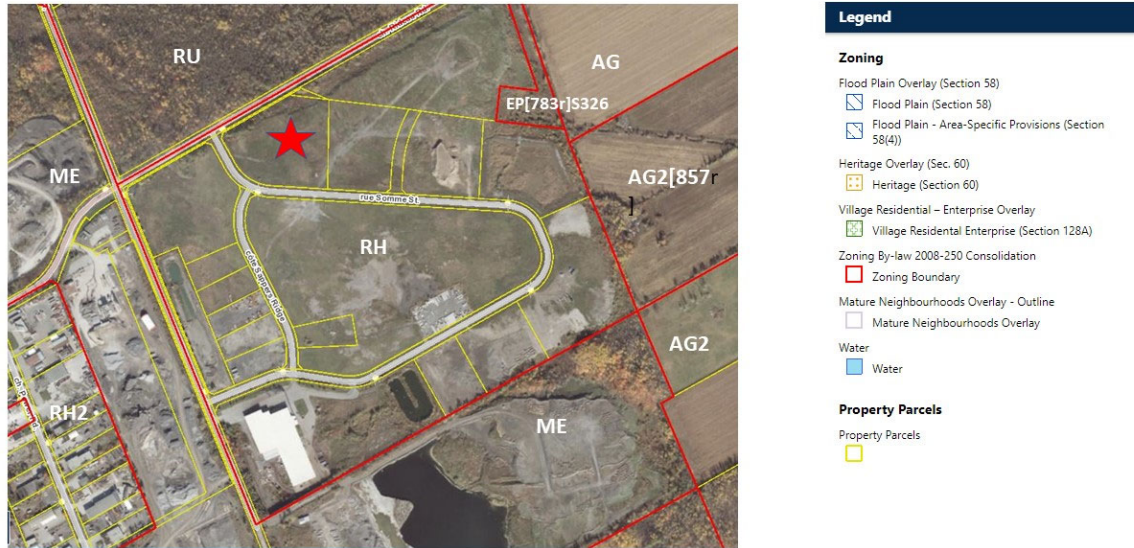 RU
AG
EP[783r]S326
ME
AG2[857r
]
rue Somme St
RH
côte Sappers Ridge
AG2
RH2
ME
Legend
Zoning
Flood Plain Overlay (Section 58)
Flood Plain (Section 58)
Flood Plain - Area-Specific Provisions (Section
58(4))
Heritage Overlay (Sec. 60)
Heritage (Section 60)
Village Residential – Enterprise Overlay
Village Residental Enterprise (Section 128A)
Zoning By-law 2008-250 Consolidation
Zoning Boundary
Mature Neighbourhoods Overlay - Outline
Mature Neighbourhoods Overlay
Water
Water
Property Parcels
Property Parcels